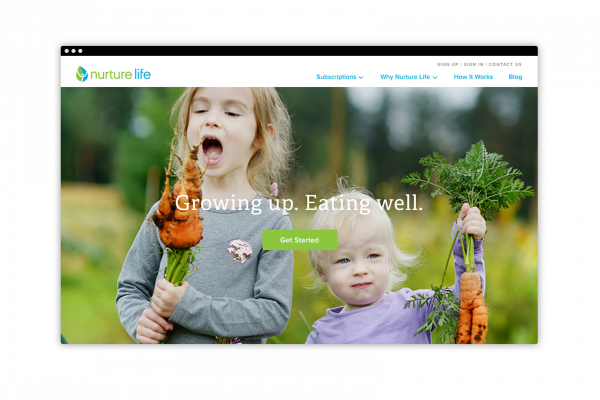 SIGN UP | SIGN IN | CONTACT US
nurture life
Subscriptions Why Nurture Life How It Works Blog
Growing up. Eating well.
Get Started